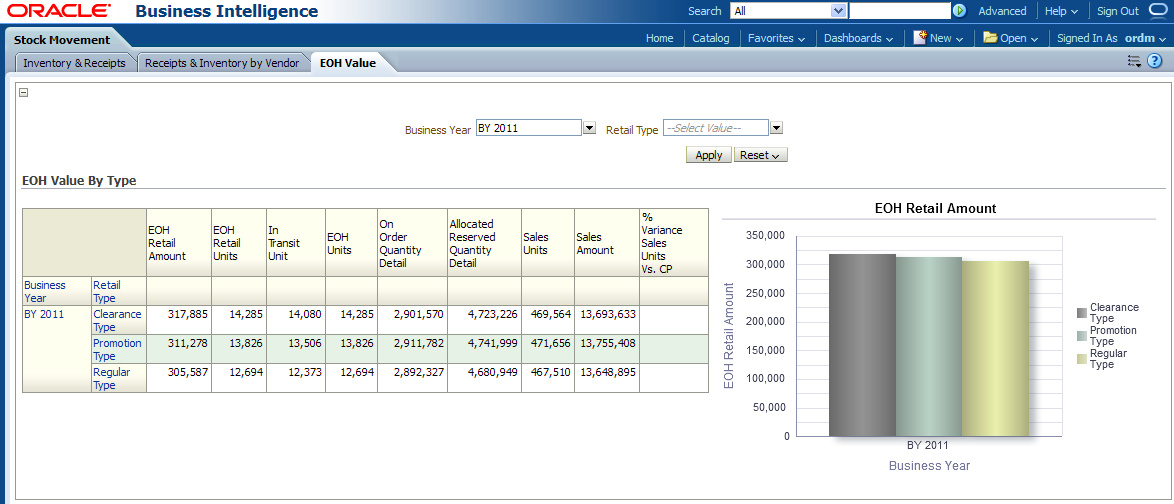 ORACLE Business Intelligence
Search All Advanced Help Sign Out
Stock Movement
Home Catalog Favorites Dashboards New Open Signed In As ordm
Inventory & Receipts Receipts & Inventory by Vendor EOH Value
Business Year BY 2011 Retail Type --Select Value--
Apply Reset
EOH Value By Type
EOH Retail Amount EOH Retail Units In Transit Unit EOH Units On Order Quantity Detail Allocated Reserved Quantity Detail Sales Units Sales Amount % Variance Sales Units Vs. CP
Business Year Retail Type
BY 2011 Clearance Type 317,885 14,285 14,080 14,285 2,901,570 4,723,226 469,564 13,693,633
Promotion Type 311,278 13,826 13,506 13,826 2,911,782 4,741,999 471,656 13,755,408
Regular Type 305,587 12,694 12,373 12,694 2,892,327 4,680,949 467,510 13,648,895
EOH Retail Amount
EOH Retail Amount
350,000
300,000
250,000
200,000
150,000
100,000
50,000
0
BY 2011
Business Year
Clearance Type
Promotion Type
Regular Type